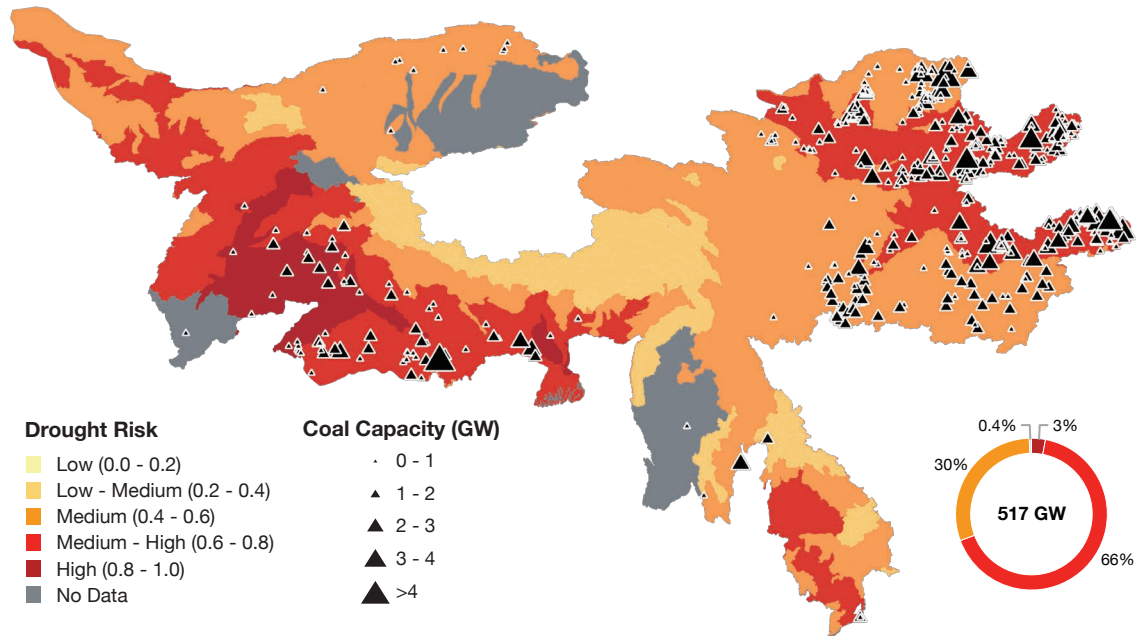 Drought Risk
Low (0.0 - 0.2)
Low - Medium (0.2 - 0.4)
Medium (0.4 - 0.6)
Medium - High (0.6 - 0.8)
High (0.8 - 1.0)
No Data
Coal Capacity (GW)
0 - 1
1 - 2
2 - 3
3 - 4
>4
0.4%
3%
30%
517 GW
66%